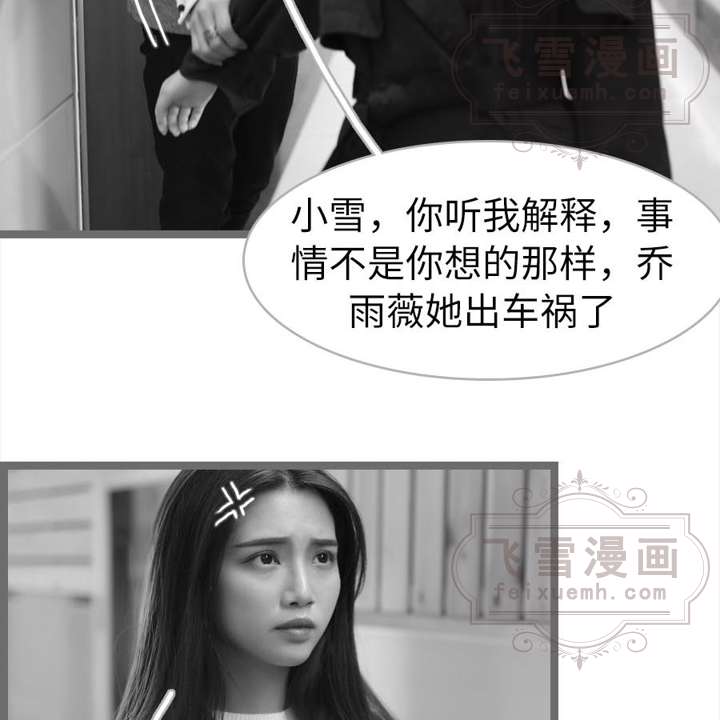 飞雪漫画
feixuemh.com
小雪，你听我解释，事
情不是你想的那样，乔
雨薇她出车祸了
飞雪漫画
feixuemh.com